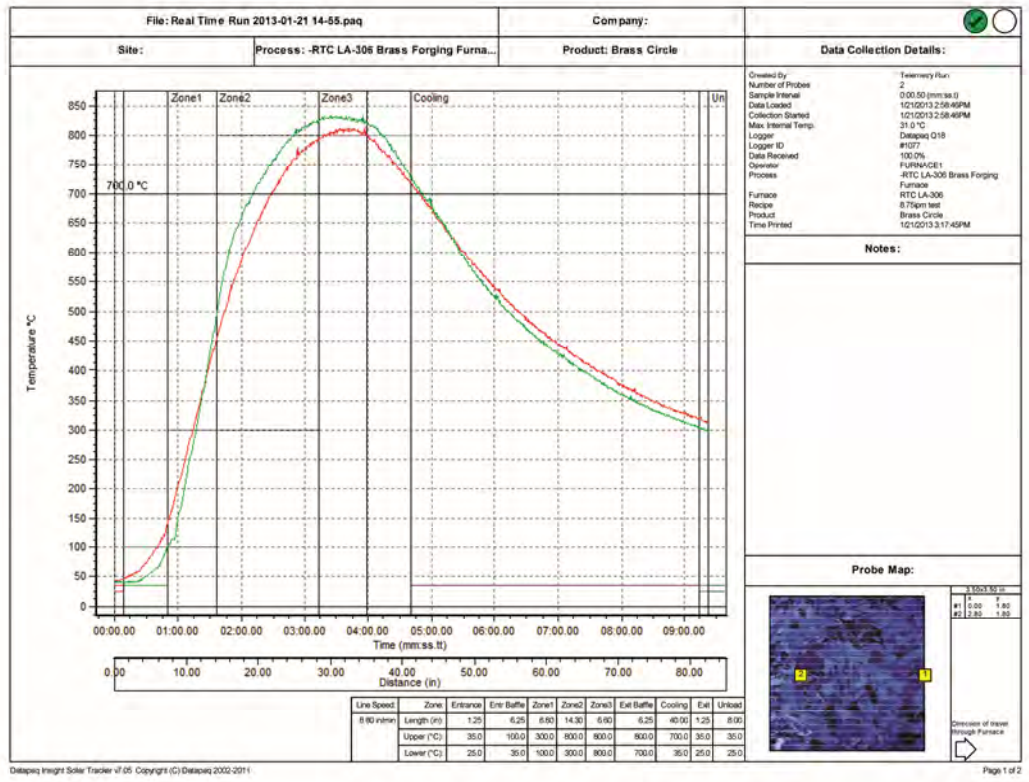 File: Real Time Run 2013-01-21 14-55.paq
Company:
Site:
Process: -RTC LA-306 Brass Forging Furna...
Product: Brass Circle
Data Collection Details:
Created By Telemetry Run
Number of Probes 2
Sample Interval 0:00.50 (mm:ss.t)
Data Loaded 1/21/2013 2:58:46PM
Collection Started 1/21/2013 2:58:46PM
Max. Internal Temp. 31.0 °C
Logger Datapaq Q18
Logger ID #1077
Data Received 100.0%
Operator FURNACE1
Process -RTC LA-306 Brass Forging
Furnace
Furnace RTC LA-306
Recipe 8.75ipm test
Product Brass Circle
Time Printed 1/21/2013 3:17:45PM
Notes:
Probe Map:
3.50x3.50 in
x y
#1 0.00 1.80
#2 2.80 1.80
2
1
Direction of travel
through Furnace
Zone1 Zone2 Zone3 Cooling Un
850
800
750
700
650
600
550
500
450
400
350
300
250
200
150
100
50
0
700.0 °C
Temperature °C
00:00.00 01:00.00 02:00.00 03:00.00 04:00.00 05:00.00 06:00.00 07:00.00 08:00.00 09:00.00
Time (mm:ss.tt)
0.00 10.00 20.00 30.00 40.00 50.00 60.00 70.00 80.00
Distance (in)
Line Speed: Zone Entrance Entr Baffle Zone1 Zone2 Zone3 Exit Baffle Cooling Exit Unload
Length (in) 1.25 6.25 6.60 14.30 6.60 6.25 40.00 1.25 8.00
Upper (°C) 35.0 100.0 300.0 800.0 800.0 800.0 700.0 35.0 35.0
Lower (°C) 25.0 35.0 100.0 300.0 800.0 700.0 35.0 25.0 25.0
Datapaq Insight Solar Tracker v7.05 Copyright (C) Datapaq 2002-2011
Page 1 of 2